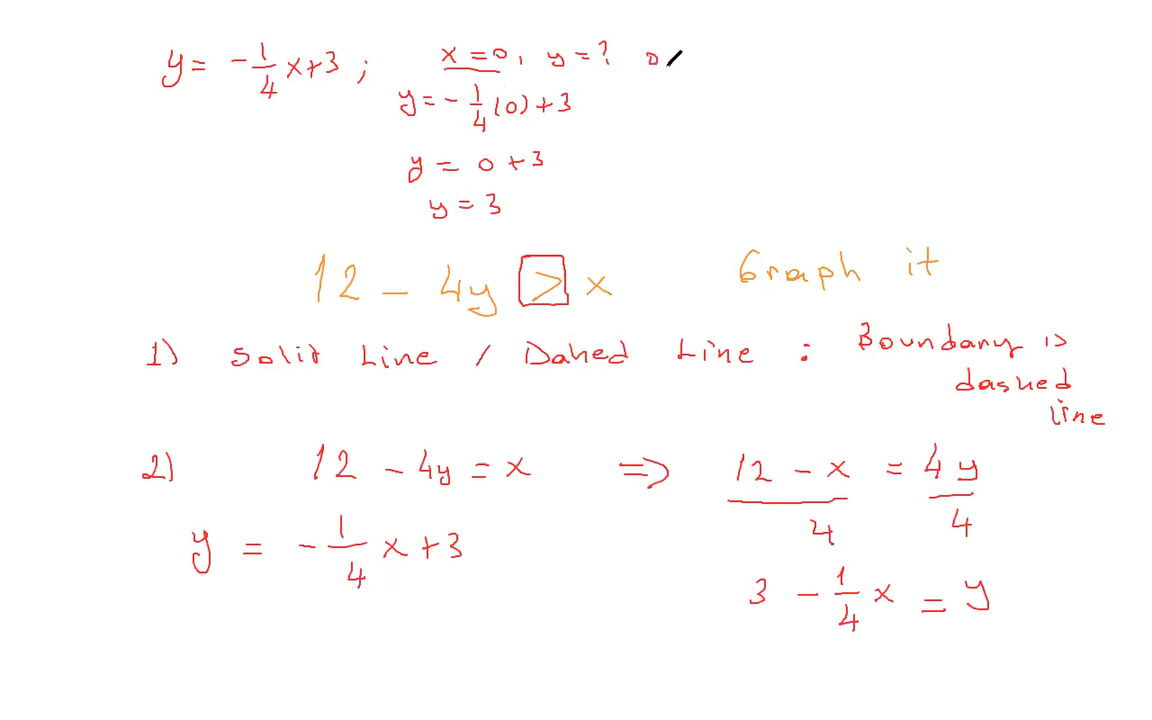 y = -1/4 x+3 ; x = 0, y = ?
y = - 1/4 (0) + 3
y = 0 + 3
y = 3
12 - 4y > x Graph it
1) Solit Line / Dahed Line : Boundary is
dashed
line
2) 12 - 4y = x => 12 - x / 4 = 4y / 4
y = - 1/4 x + 3
3 - 1/4 x = y